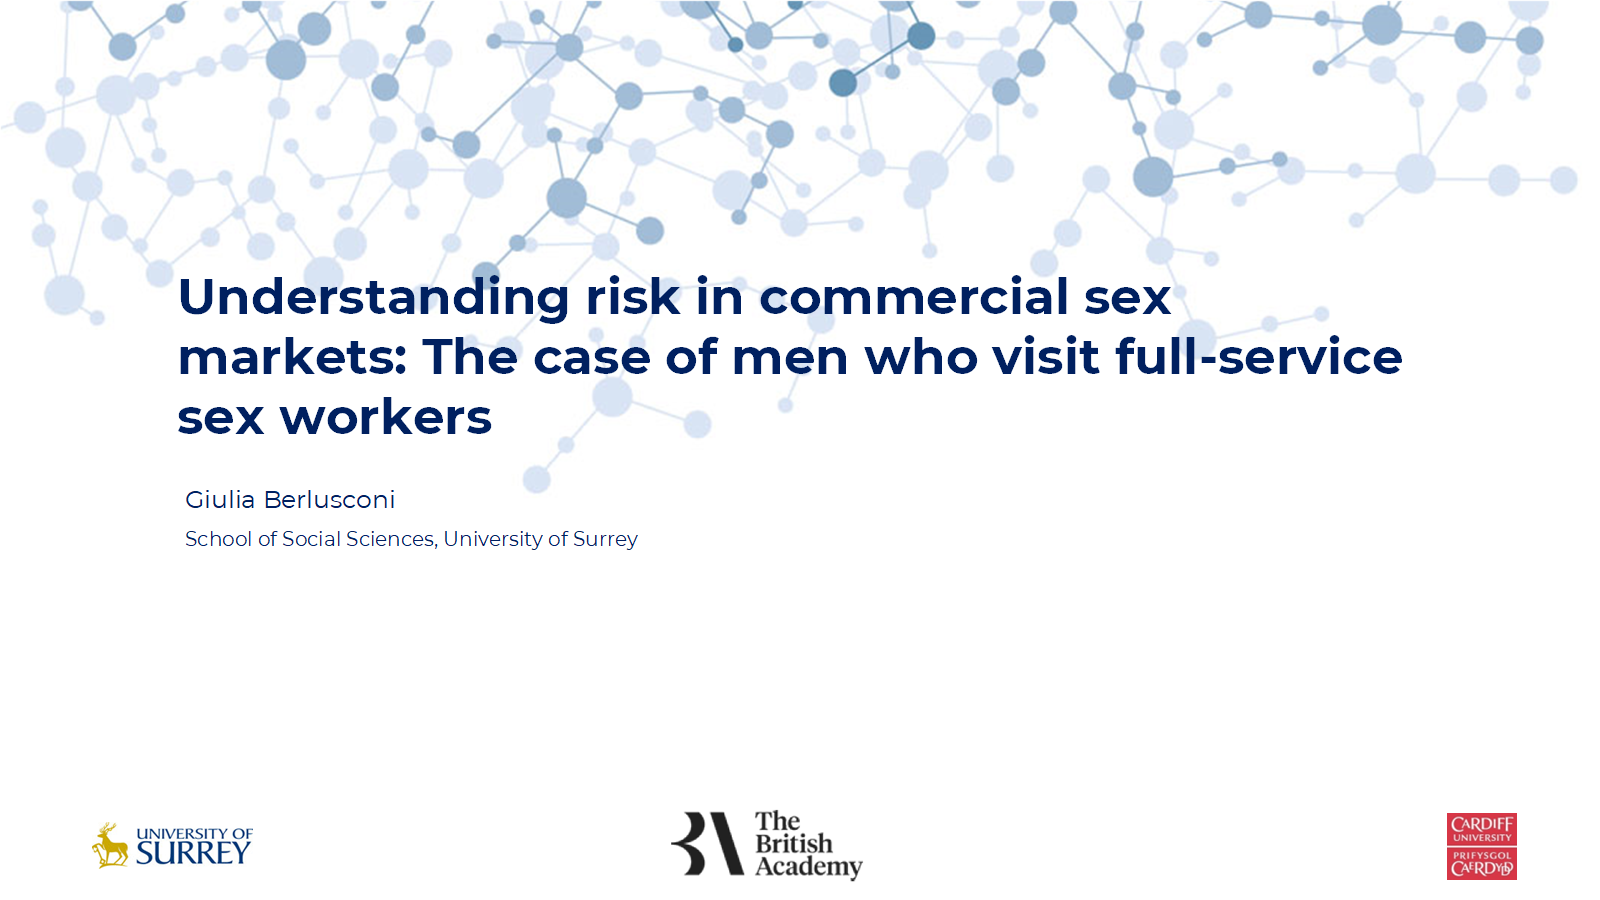 Understanding risk in commercial sex
markets: The case of men who visit full-service
sex workers
Giulia Berlusconi
School of Social Sciences, University of Surrey
UNIVERSITY OF
SURREY
The
British
Academy
CARDIFF
UNIVERSITY
PRIFYSGOL
CAERDYDD